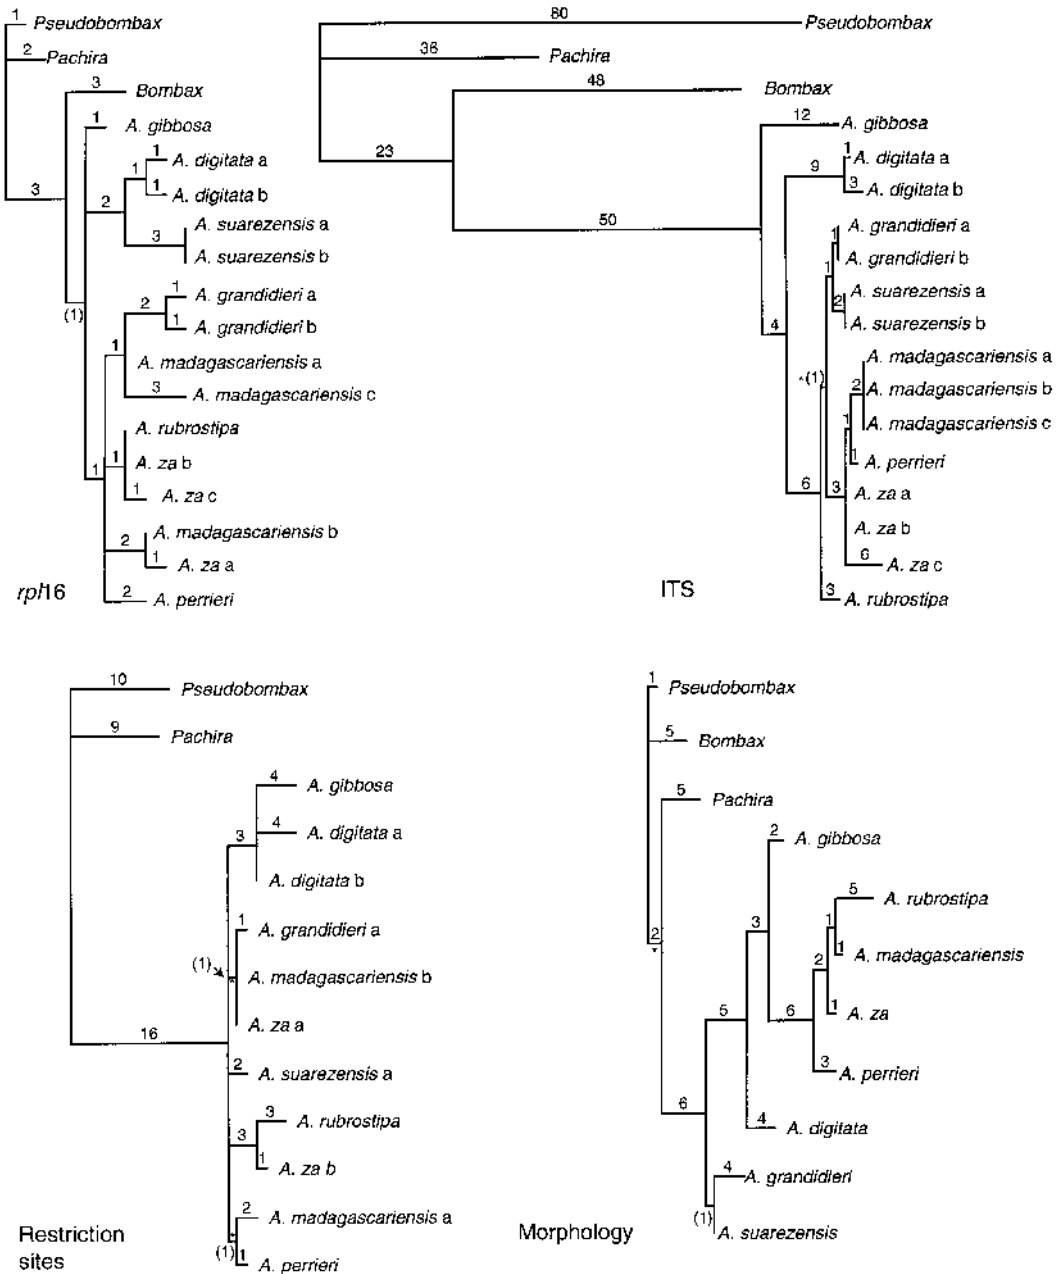 1 Pseudobombax
2 Pachira
3 Bombax
1 A. gibbosa
1 A. digitata a
1
1 A. digitata b
2
A. suarezensis a
3
A. suarezensis b
3
1 A. grandidieri a
2
1 A. grandidieri b
(1)
1
A. madagascariensis a
3 A. madagascariensis c
A. rubrostipa
1 A. za b
1
1 A. za c
A. madagascariensis b
2
1 A. za a
2 A. perrieri
rpl16
80 Pseudobombax
36 Pachira
48 Bombax
12 A. gibbosa
23
1 A. digitata a
9
3 A. digitata b
50
A. grandidieri a
1
A. grandidieri b
1
A. suarezensis a
2
A. suarezensis b
4
A. madagascariensis a
*(1)
2 A. madagascariensis b
A. madagascariensis c
1
1 A. perrieri
6 3 A. za a
A. za b
6 A. za c
3 A. rubrostipa
ITS
10 Pseudobombax
9 Pachira
4 A. gibbosa
4 A. digitata a
3
A. digitata b
1 A. grandidieri a
(1)
* A. madagascariensis b
A. za a
16
2 A. suarezensis a
3 A. rubrostipa
3
1 A. za b
2 A. madagascariensis a
*
(1) 1 A. perrieri
Restriction
sites
1 Pseudobombax
5 Bombax
5 Pachira
2 A. gibbosa
5 A. rubrostipa
3
1
1 A. madagascariensis
2
*
2
1 A. za
5 6
3 A. perrieri
6
4 A. digitata
4 A. grandidieri
(1)
A. suarezensis
Morphology